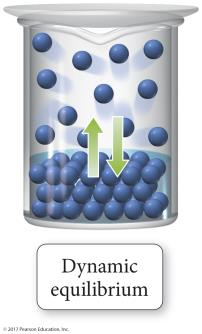 Dynamic
equilibrium
© 2017 Pearson Education, Inc.